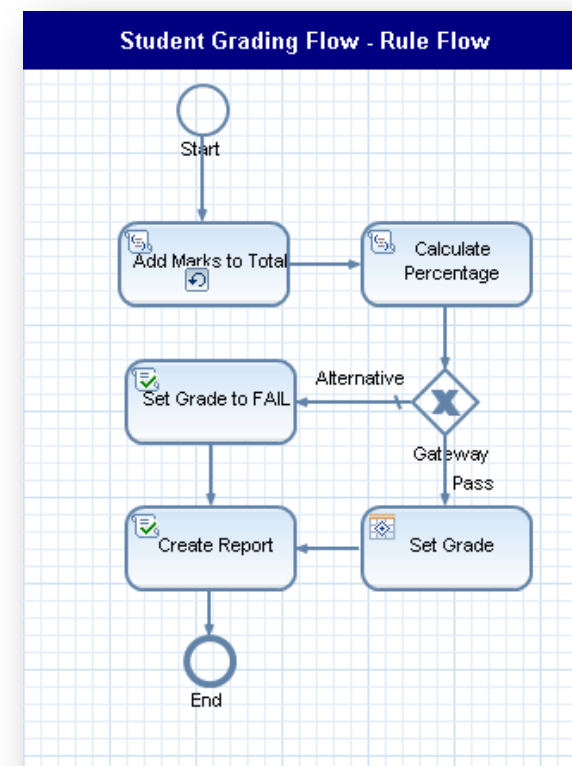 Student Grading Flow - Rule Flow
Start
Add Marks to Total
Calculate
Percentage
Alternative
Set Grade to FAIL
Gateway
Pass
Create Report
Set Grade
End